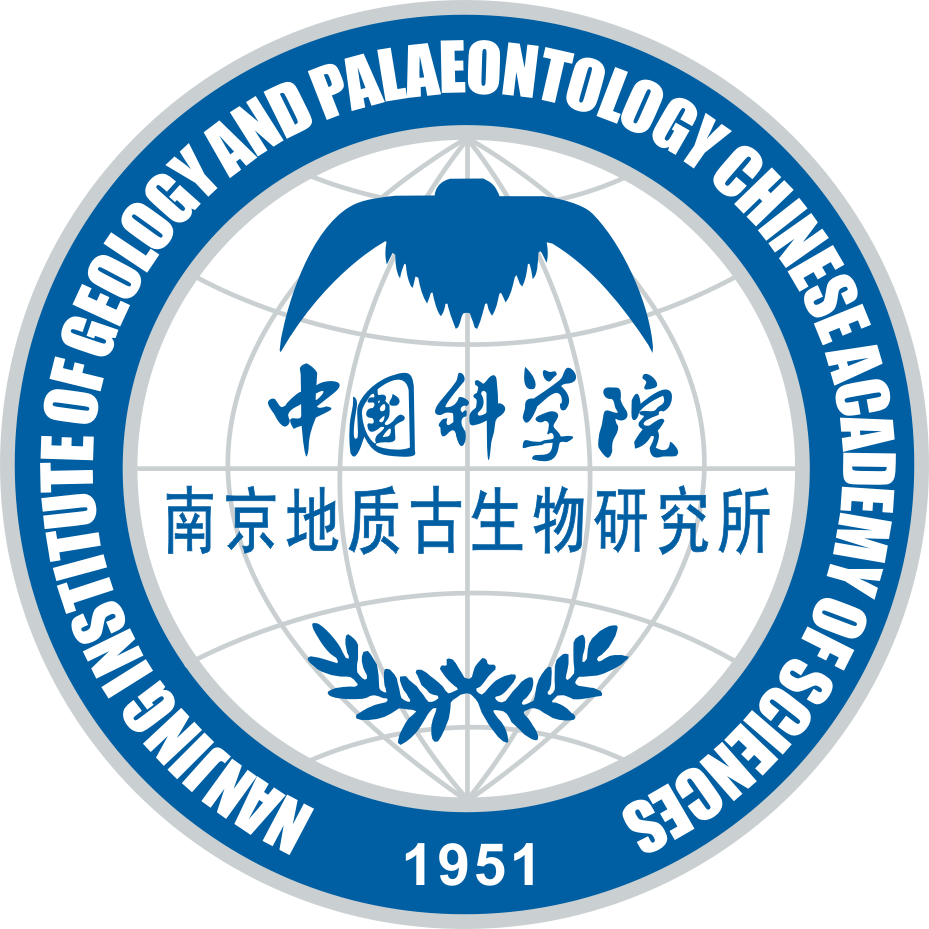 NANJING INSTITUTE OF GEOLOGY AND PALAEONTOLOGY CHINESE ACADEMY OF SCIENCES
中国科学院
南京地质古生物研究所
1951